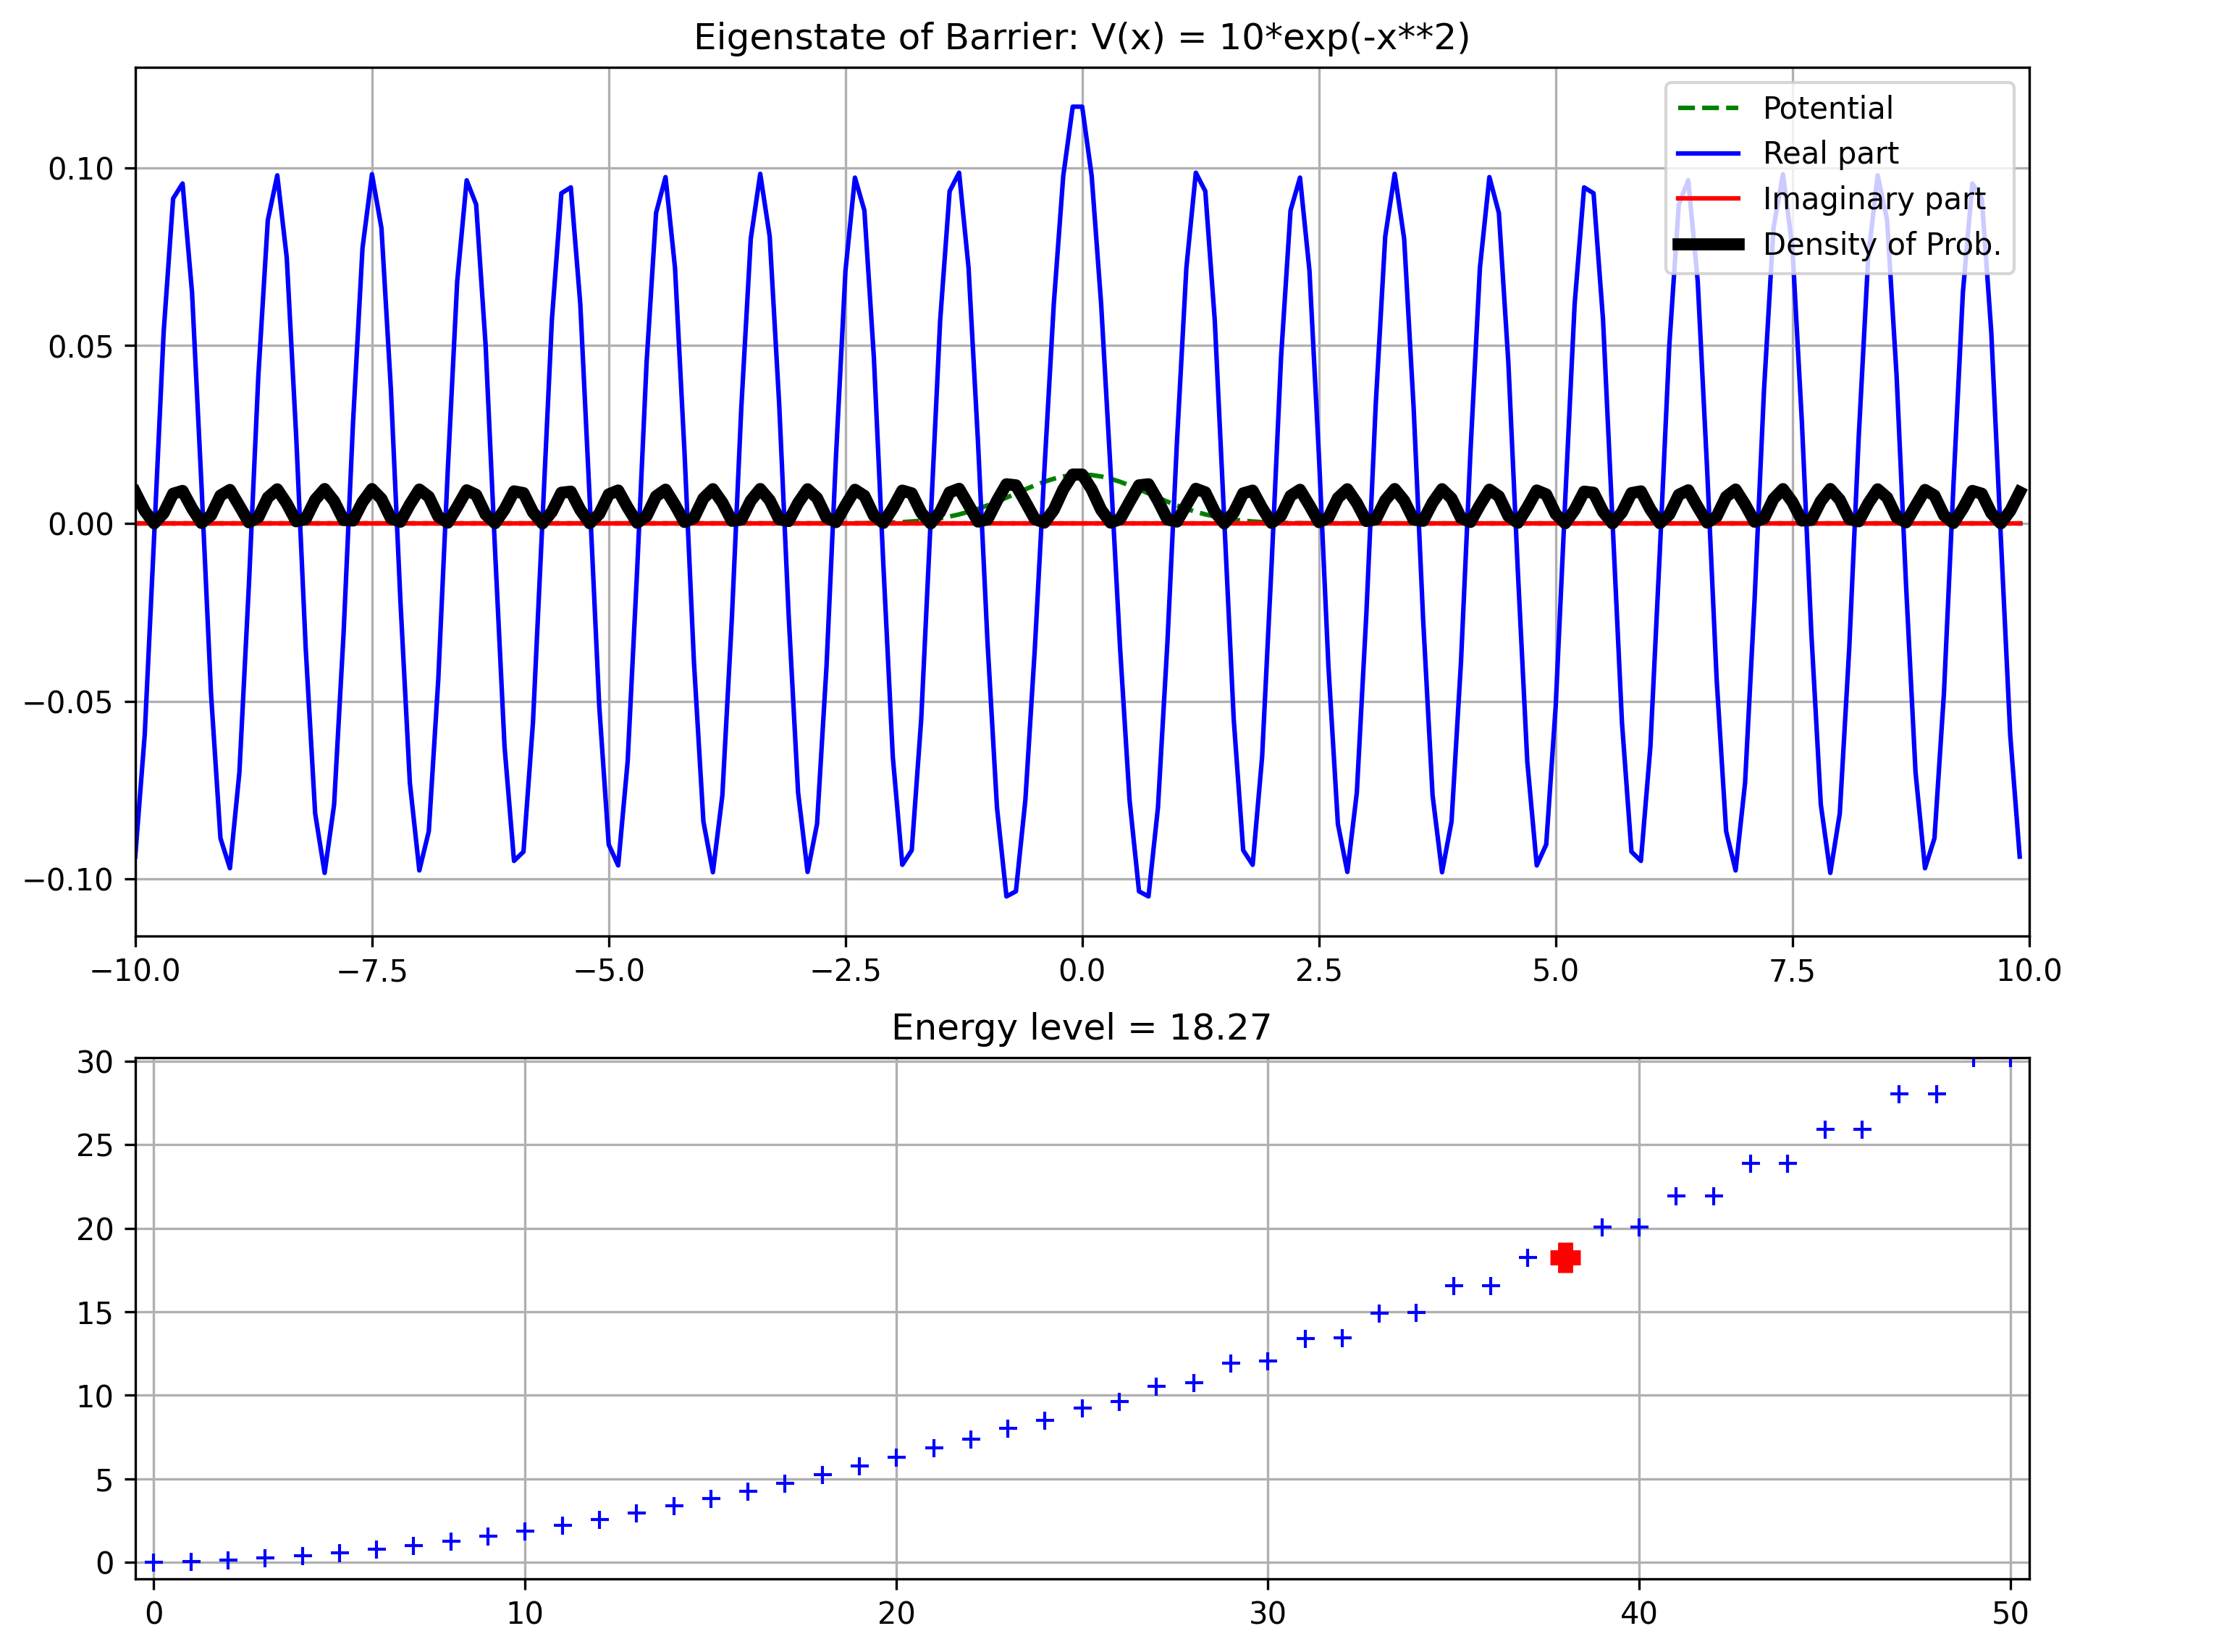 Eigenstate of Barrier: V(x) = 10*exp(-x**2)
Potential
Real part
Imaginary part
Density of Prob.
0.10
0.05
0.00
−0.05
−0.10
−10.0 −7.5 −5.0 −2.5 0.0 2.5 5.0 7.5 10.0
Energy level = 18.27
30
25
20
15
10
5
0
0 10 20 30 40 50